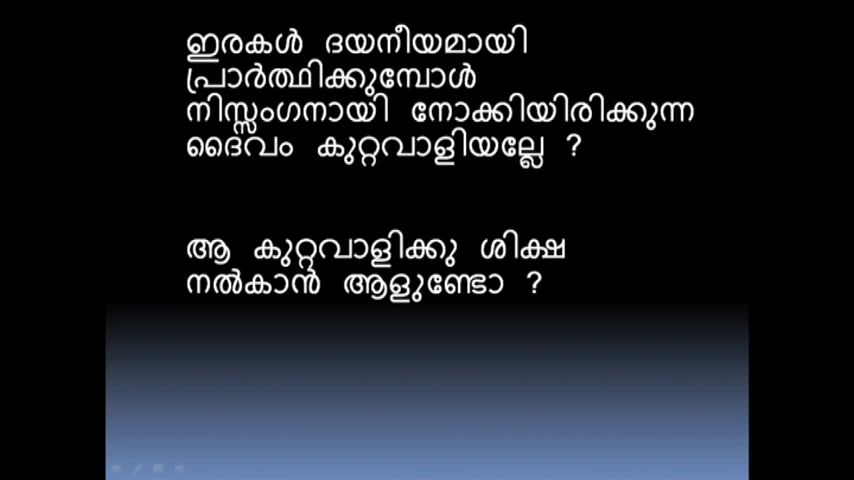 ഇരകൾ ദയനീയമായി
പ്രാർത്ഥിക്കുമ്പോൾ
നിസ്സംഗനായി നോക്കിയിരിക്കുന്ന
ദൈവം കുറ്റവാളിയല്ലേ ?
ആ കുറ്റവാളിക്കു ശിക്ഷ
നൽകാൻ ആളുണ്ടോ ?